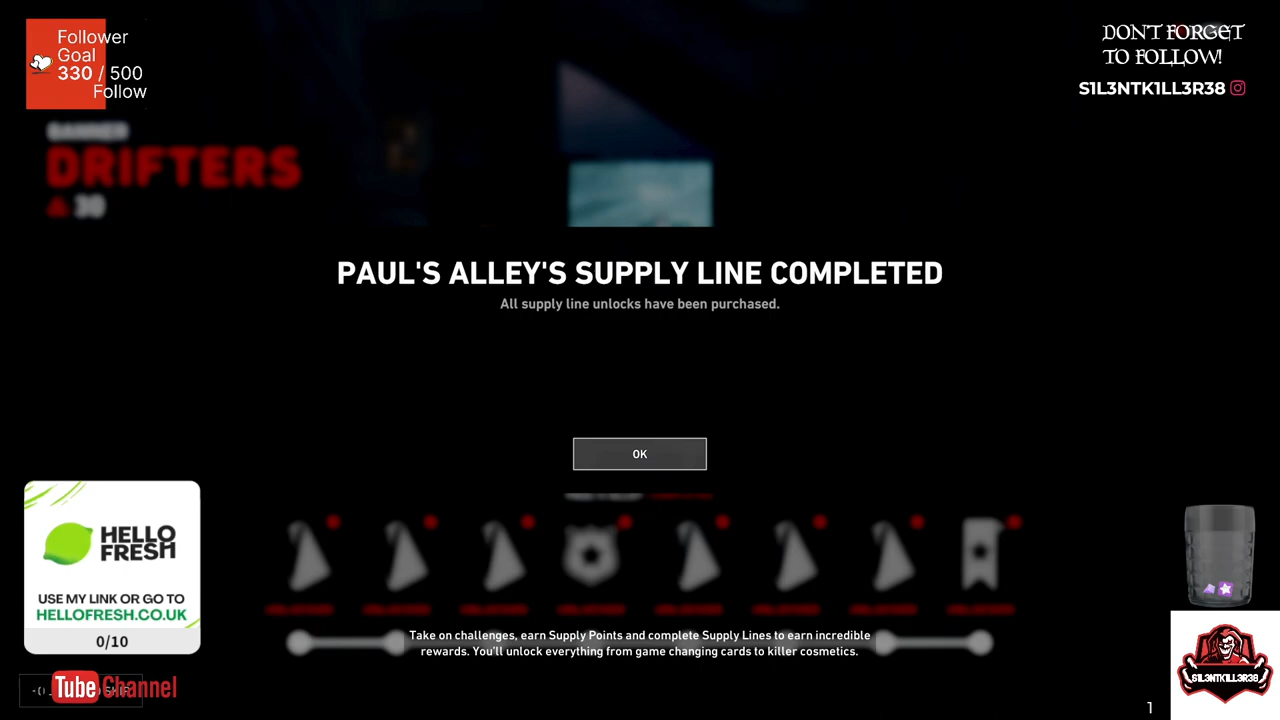 Follower
Goal
330 / 500
Follow
DON'T FORGET
TO FOLLOW!
S1L3NTK1LL3R38
BANNER
DRIFTERS
30
PAUL'S ALLEY'S SUPPLY LINE COMPLETED
All supply line unlocks have been purchased.
OK
HELLO
FRESH
USE MY LINK OR GO TO
HELLOFRESH.CO.UK
0/10
Take on challenges, earn Supply Points and complete Supply Lines to earn incredible
rewards. You'll unlock everything from game changing cards to killer cosmetics.
YouTube Channel
S1L3NTK1LL3R38
1